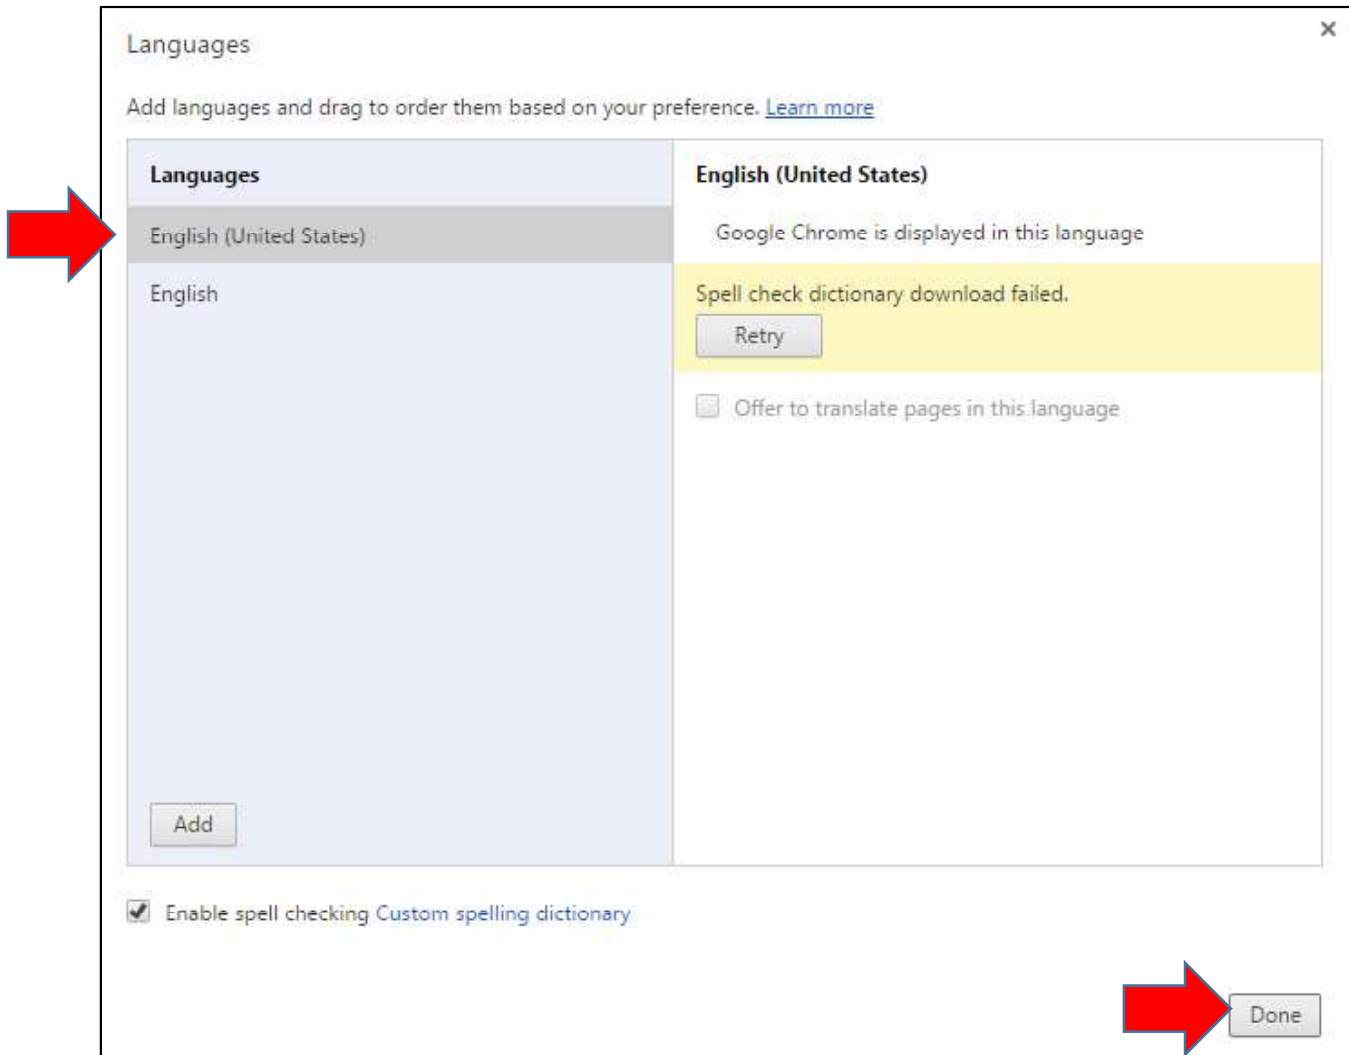 Languages
Add languages and drag to order them based on your preference. Learn more
Languages
English (United States)
English
Add
English (United States)
Google Chrome is displayed in this language
Spell check dictionary download failed.
Retry
Offer to translate pages in this language
Enable spell checking Custom spelling dictionary
Done